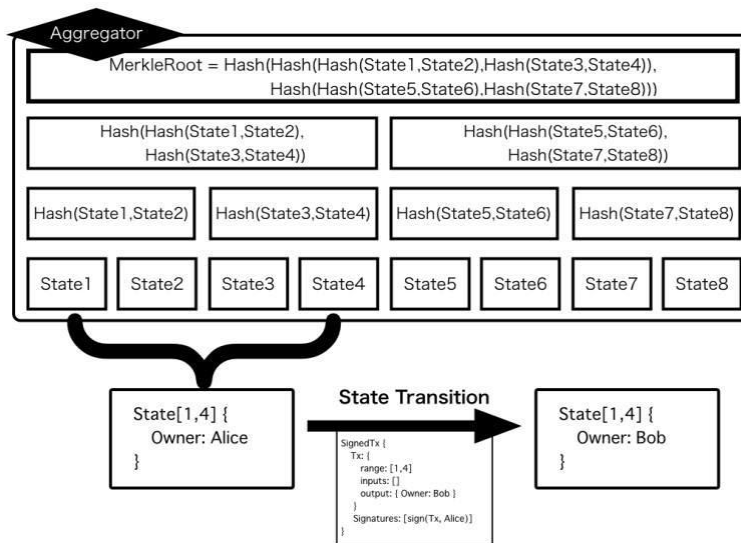 Aggregator
MerkleRoot = Hash(Hash(Hash(State1,State2),Hash(State3,State4)),
Hash(Hash(State5,State6),Hash(State7,State8)))
Hash(Hash(State1,State2),
Hash(State3,State4))
Hash(Hash(State5,State6),
Hash(State7,State8))
Hash(State1,State2)
Hash(State3,State4)
Hash(State5,State6)
Hash(State7,State8)
State1
State2
State3
State4
State5
State6
State7
State8
State[1,4] {
Owner: Alice
}
State Transition
SignedTx {
Tx: {
range: [1,4]
inputs: []
output: { Owner: Bob }
}
Signatures: [sign(Tx, Alice)]
}
State[1,4] {
Owner: Bob
}